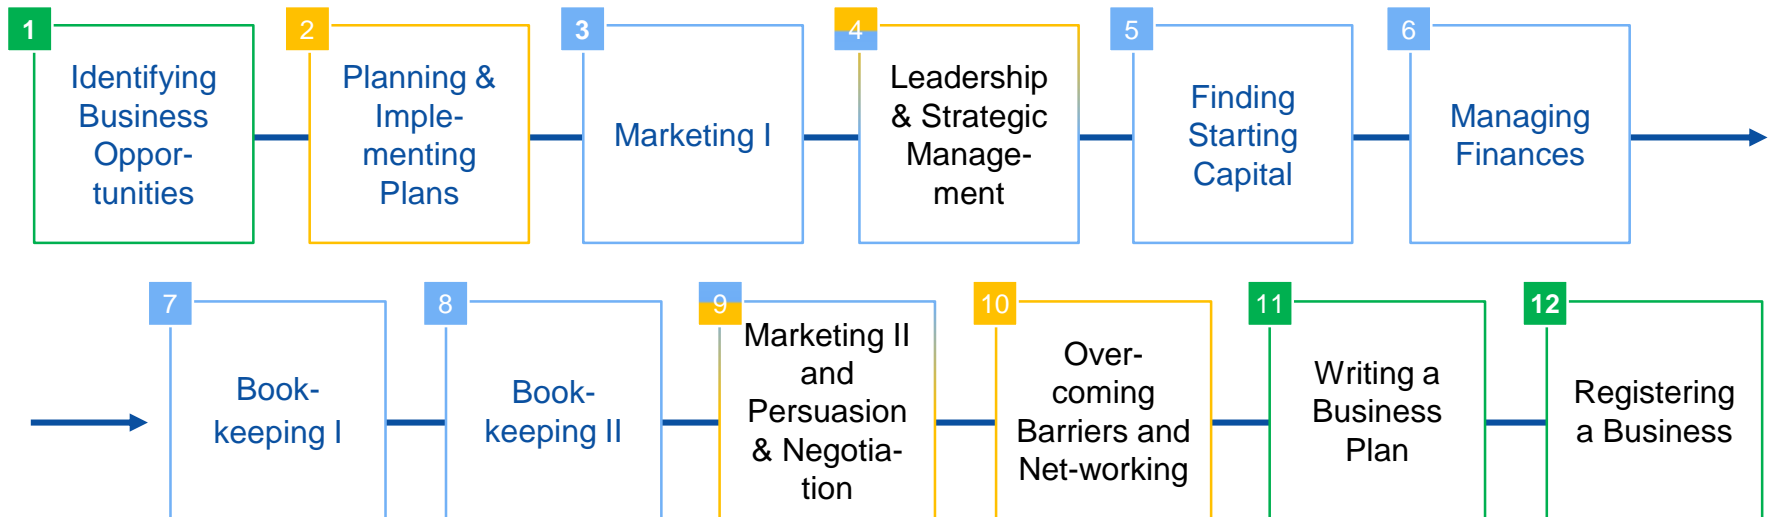 1
Identifying
Business
Oppor-
tunities
2
Planning &
Imple-
menting
Plans
3
Marketing I
4
Leadership
& Strategic
Manage-
ment
5
Finding
Starting
Capital
6
Managing
Finances
7
Book-
keeping I
8
Book-
keeping II
9
Marketing II
and
Persuasion
& Negotia-
tion
10
Over-
coming
Barriers and
Net-working
11
Writing a
Business
Plan
12
Registering
a Business